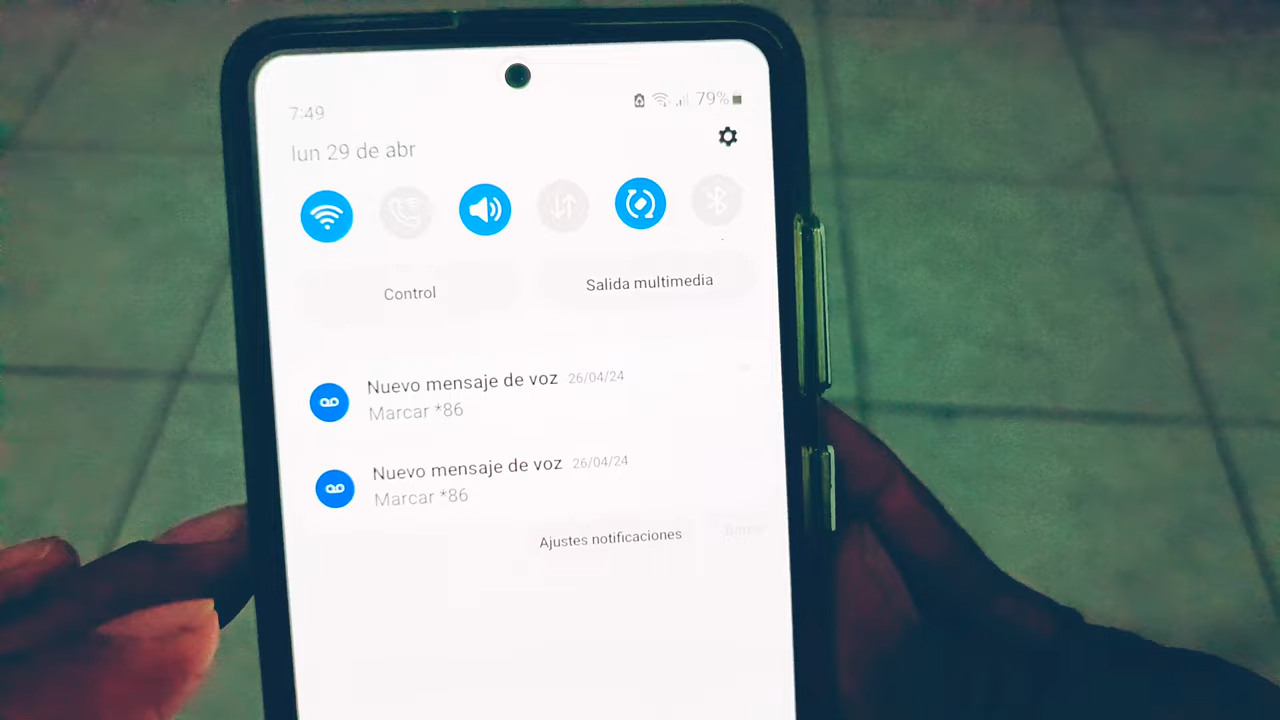 7:49
79%
lun 29 de abr
Control
Salida multimedia
Nuevo mensaje de voz 26/04/24
Marcar *86
Nuevo mensaje de voz 26/04/24
Marcar *86
Ajustes notificaciones